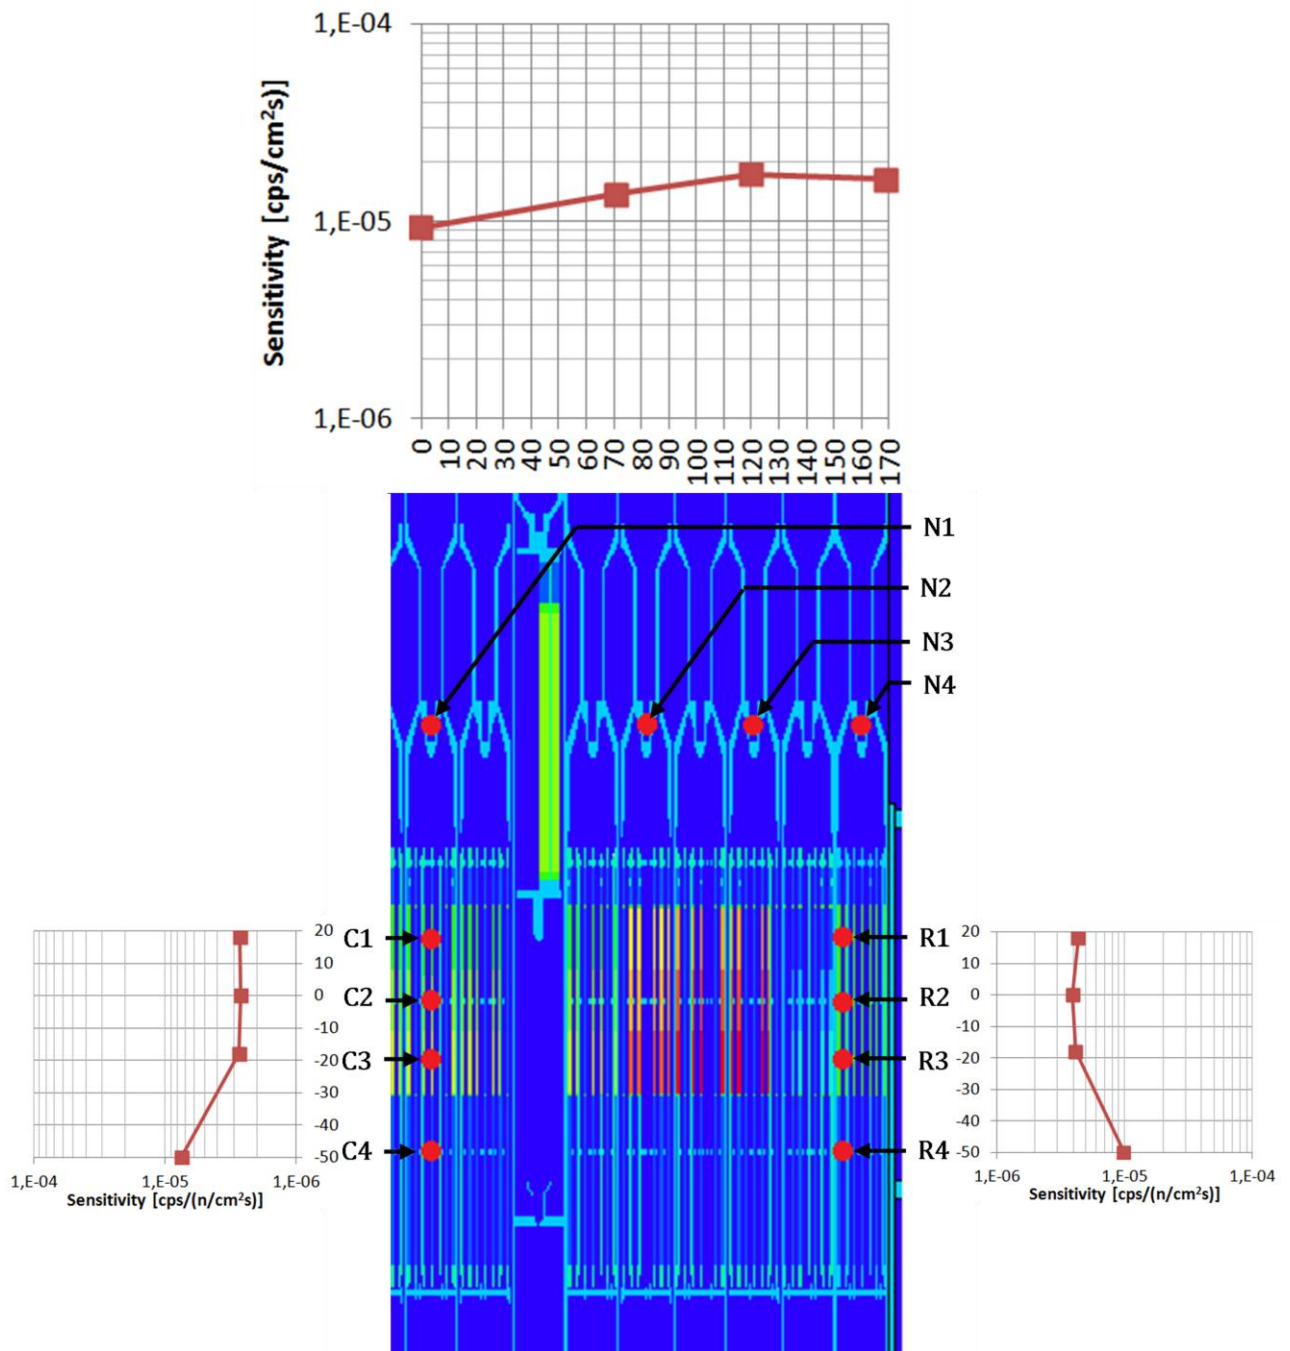 1,E-04
1,E-05
1,E-06
Sensitivity [cps/cm²s)]
0 10 20 30 40 50 60 70 80 90 100 110 120 130 140 150 160 170
N1
N2
N3
N4
20
10
0
-10
-20
-30
-40
-50
1,E-04 1,E-05 1,E-06
Sensitivity [cps/(n/cm²s)]
C1
C2
C3
C4
R1
R2
R3
R4
20
10
0
-10
-20
-30
-40
-50
1,E-06 1,E-05 1,E-04
Sensitivity [cps/(n/cm²s)]